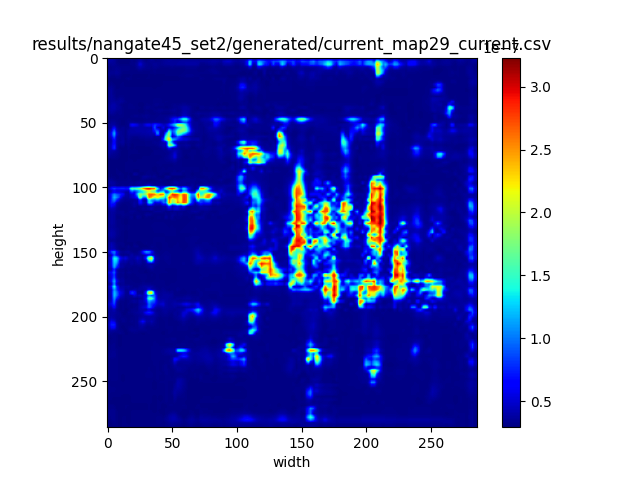 results/nangate45_set2/generated/current_map29_current.csv
1e−7
0
50
100
150
200
250
height
0 50 100 150 200 250
width
3.0
2.5
2.0
1.5
1.0
0.5